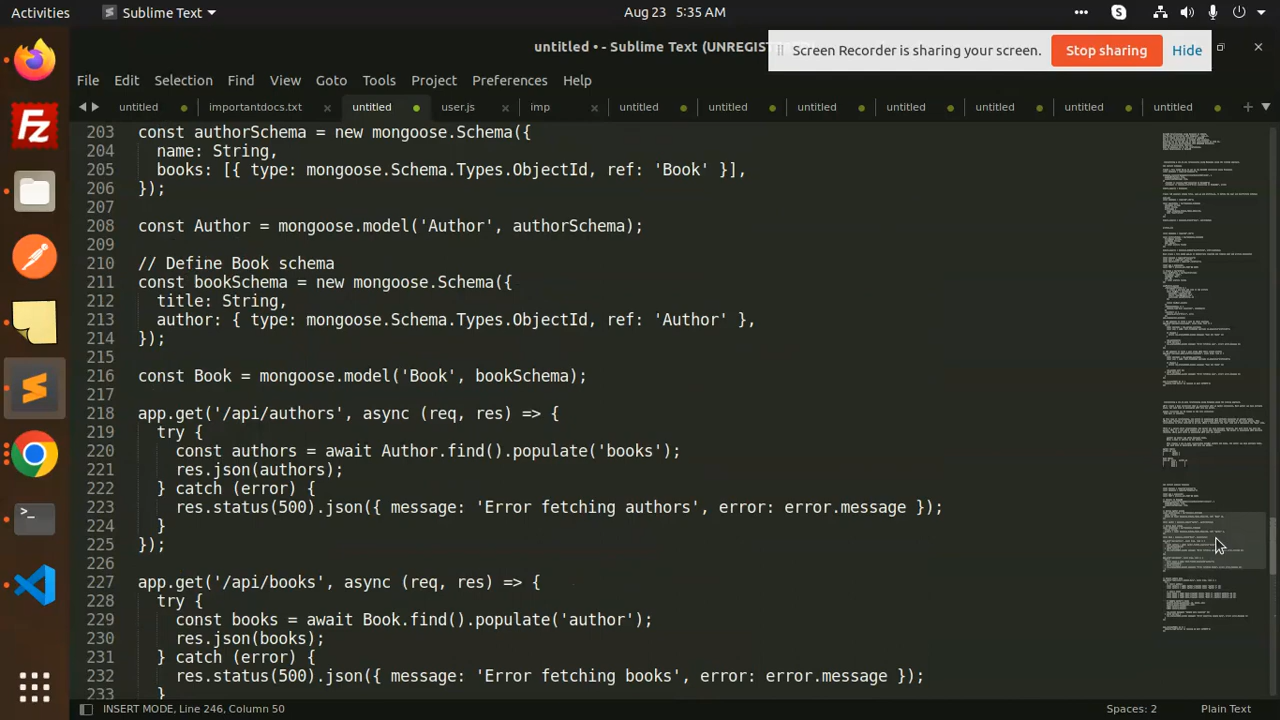 Activities
Sublime Text
Aug 23 5:35 AM
untitled • - Sublime Text (UNREGIST
Screen Recorder is sharing your screen.
Stop sharing
Hide
File Edit Selection Find View Goto Tools Project Preferences Help
untitled importantdocs.txt untitled user.js imp untitled untitled untitled untitled untitled untitled untitled
203 const authorSchema = new mongoose.Schema({
204 name: String,
205 books: [{ type: mongoose.Schema.Types.ObjectId, ref: 'Book' }],
206 });
207
208 const Author = mongoose.model('Author', authorSchema);
209
210 // Define Book schema
211 const bookSchema = new mongoose.Schema({
212 title: String,
213 author: { type: mongoose.Schema.Types.ObjectId, ref: 'Author' },
214 });
215
216 const Book = mongoose.model('Book', bookSchema);
217
218 app.get('/api/authors', async (req, res) => {
219 try {
220 const authors = await Author.find().populate('books');
221 res.json(authors);
222 } catch (error) {
223 res.status(500).json({ message: 'Error fetching authors', error: error.message });
224 }
225 });
226
227 app.get('/api/books', async (req, res) => {
228 try {
229 const books = await Book.find().populate('author');
230 res.json(books);
231 } catch (error) {
232 res.status(500).json({ message: 'Error fetching books', error: error.message });
233 }
INSERT MODE, Line 246, Column 50
Spaces: 2
Plain Text